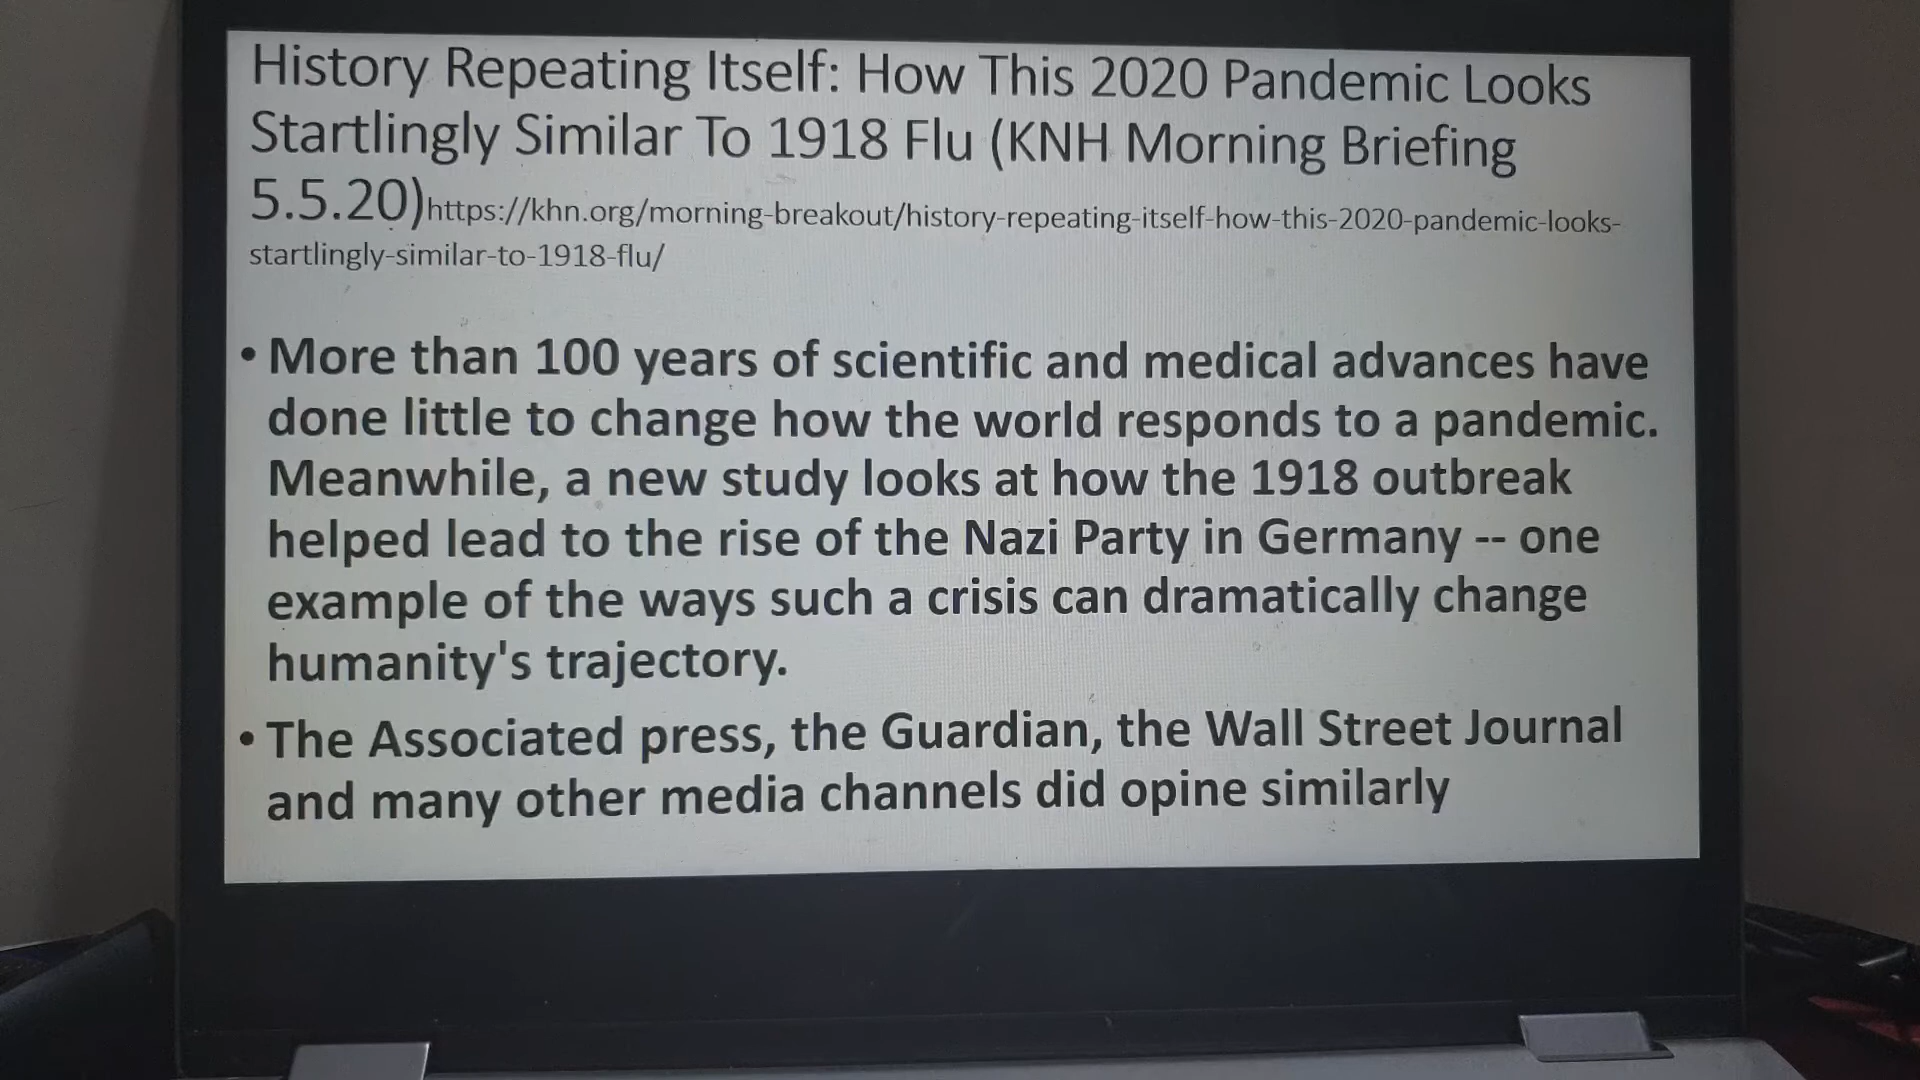 History Repeating Itself: How This 2020 Pandemic Looks
Startlingly Similar To 1918 Flu (KNH Morning Briefing
5.5.20)https://khn.org/morning-breakout/history-repeating-itself-how-this-2020-pandemic-looks-
startlingly-similar-to-1918-flu/
• More than 100 years of scientific and medical advances have
done little to change how the world responds to a pandemic.
Meanwhile, a new study looks at how the 1918 outbreak
helped lead to the rise of the Nazi Party in Germany -- one
example of the ways such a crisis can dramatically change
humanity's trajectory.
• The Associated press, the Guardian, the Wall Street Journal
and many other media channels did opine similarly